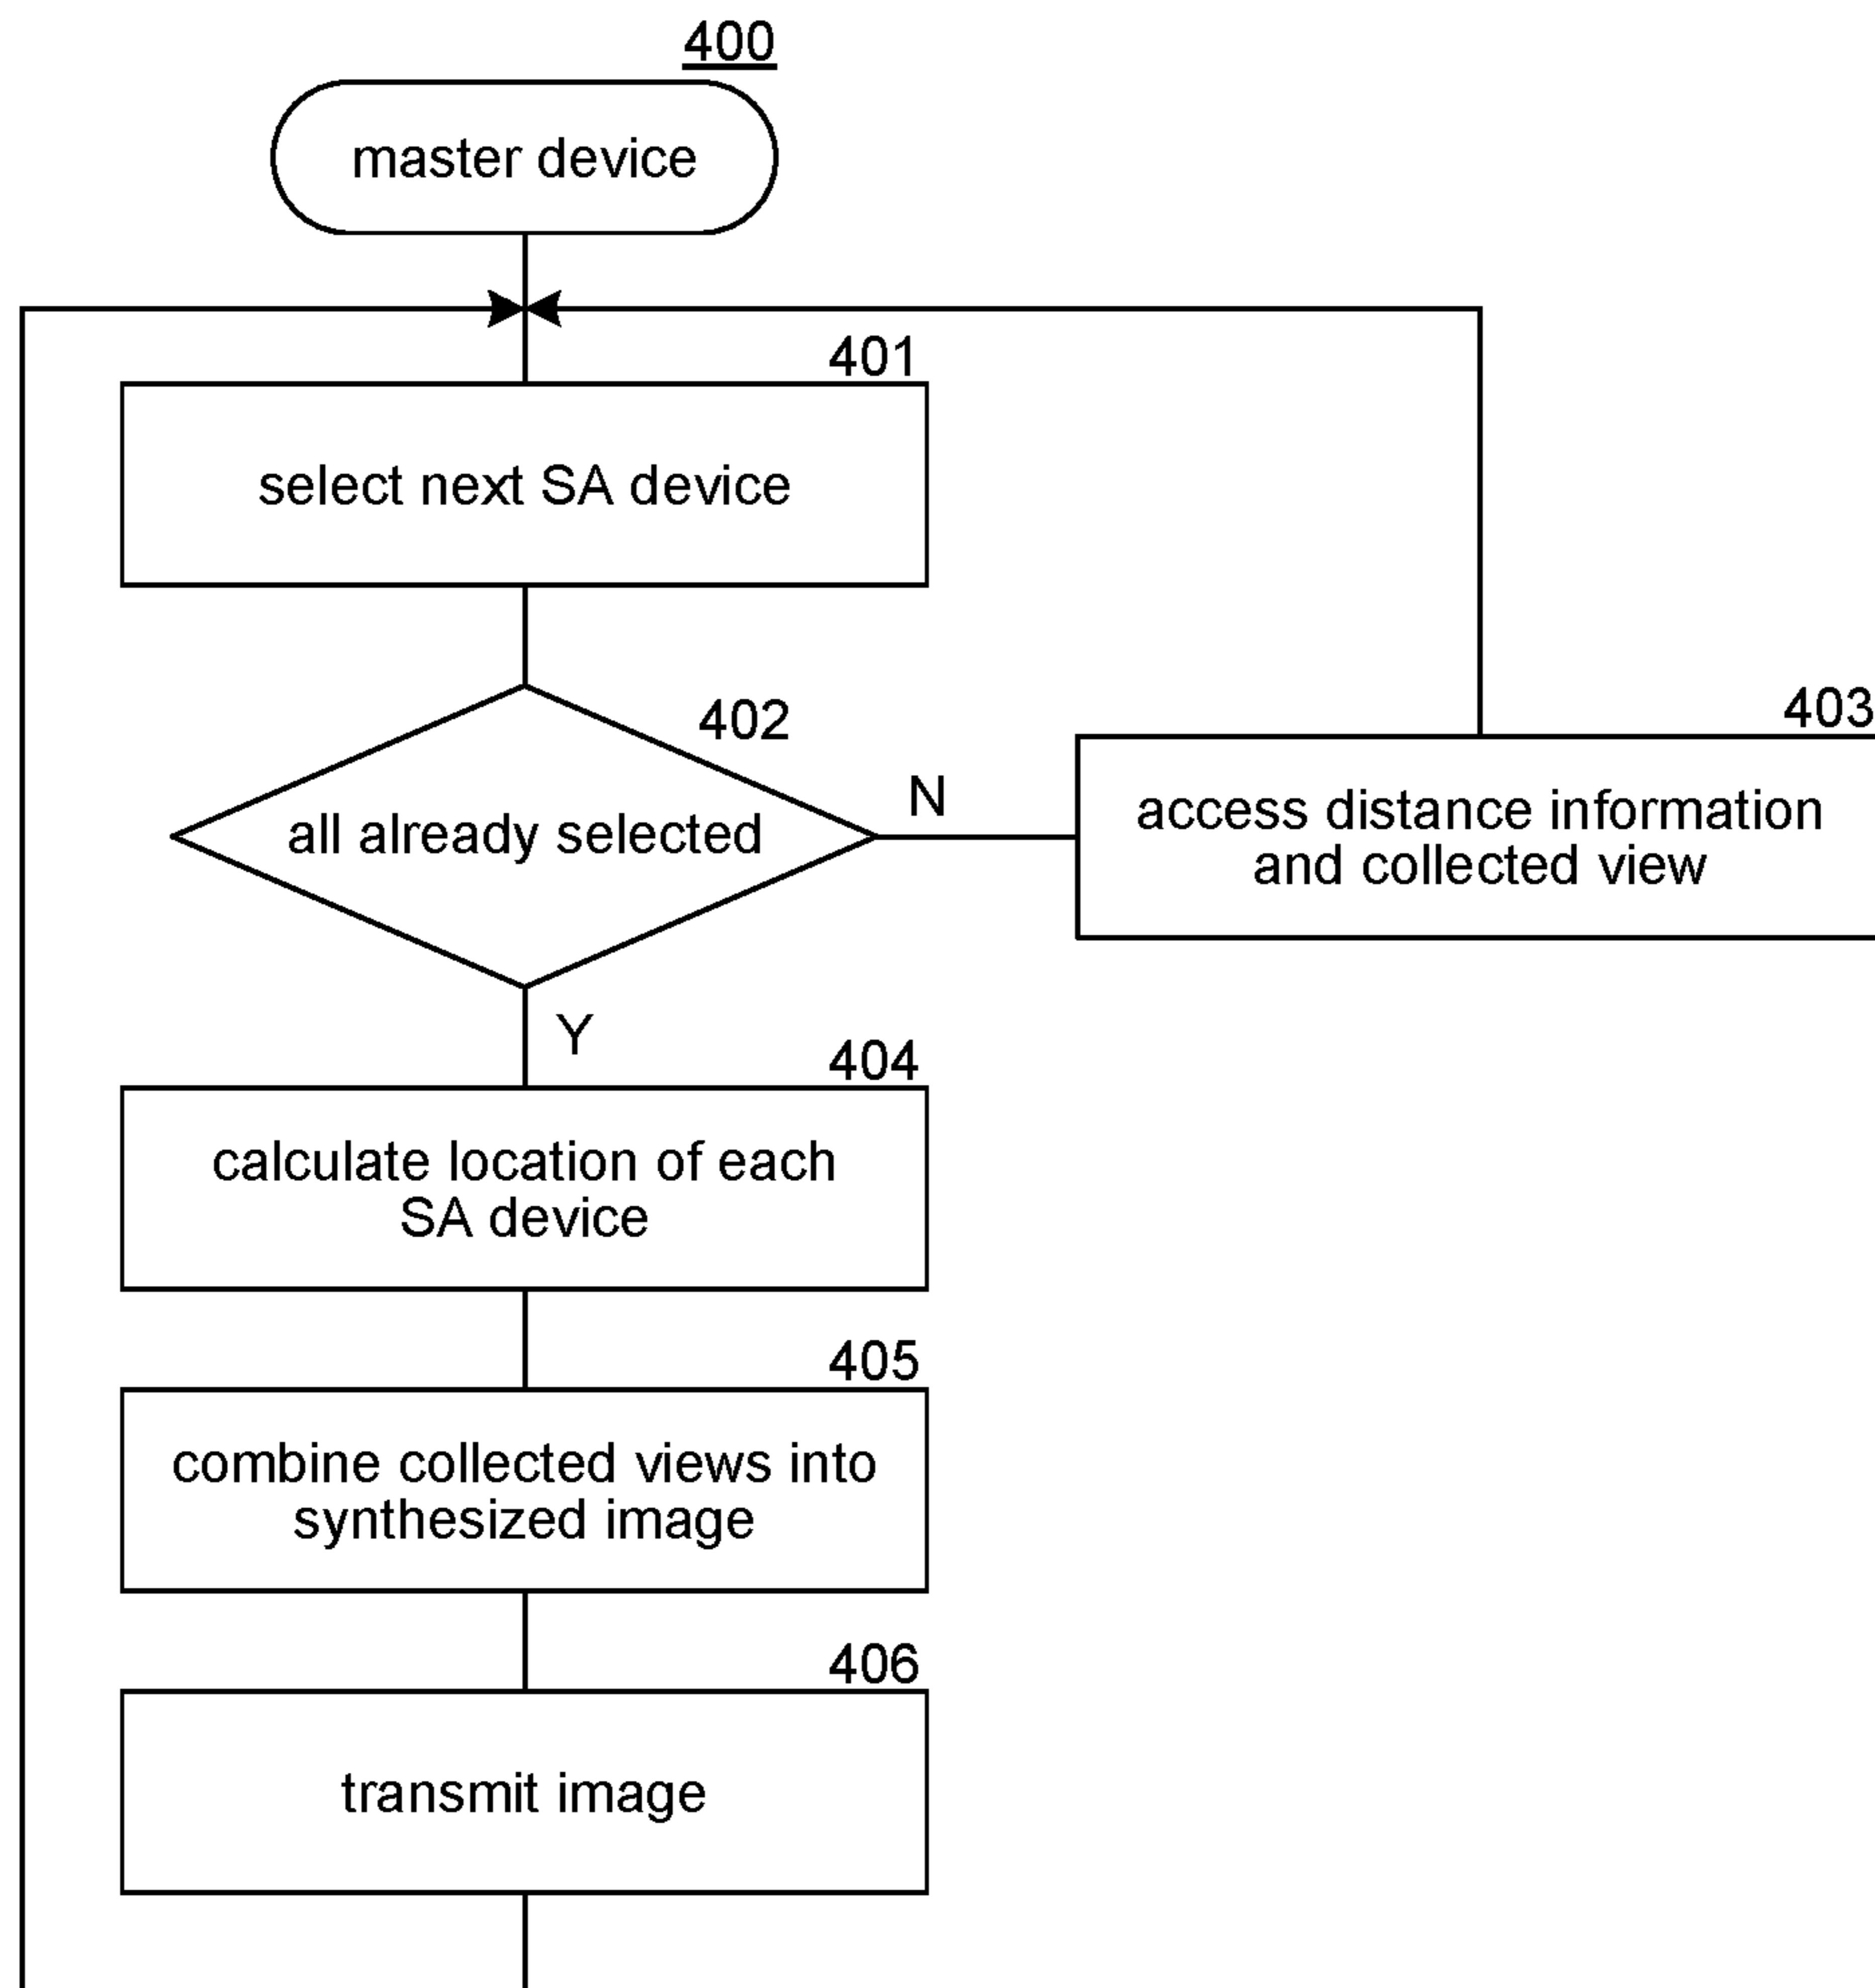 400
master device
401
select next SA device
402
all already selected
N
403
access distance information
and collected view
Y
404
calculate location of each
SA device
405
combine collected views into
synthesized image
406
transmit image